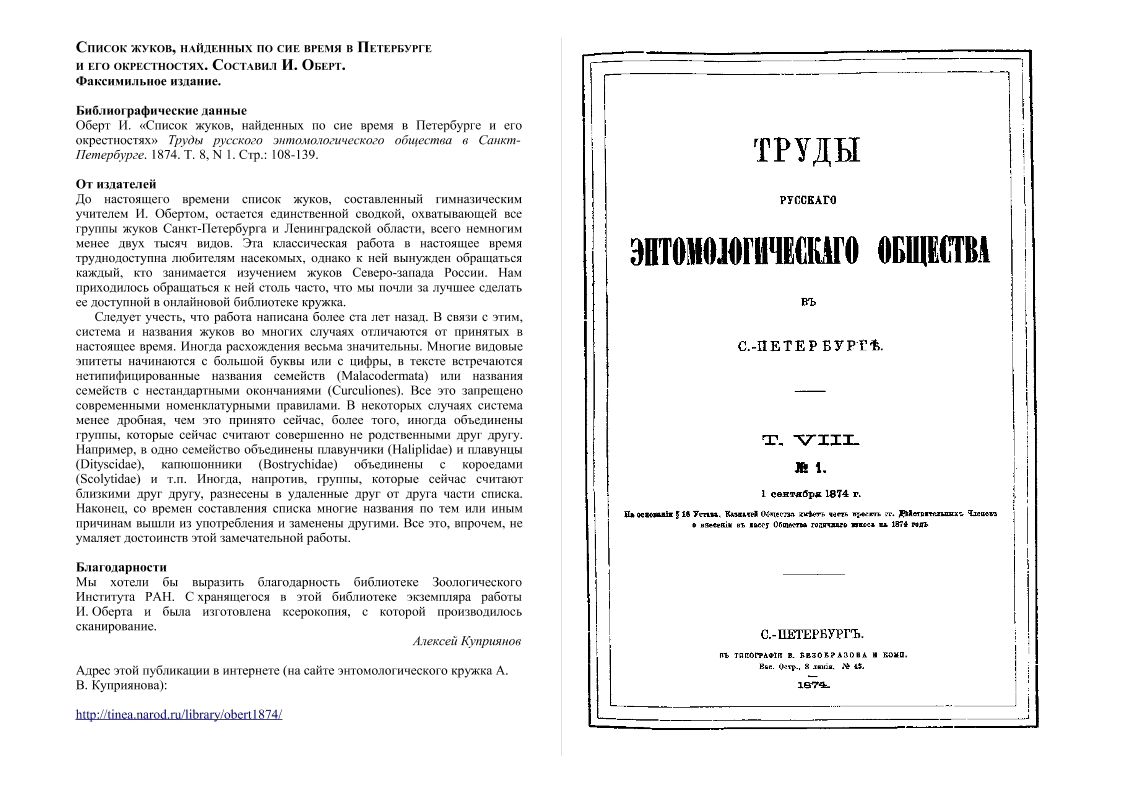 Список жуков, найденных по сие время в Петербурге
и его окрестностях. Составил И. Оберт.
Факсимильное издание.
Библиографические данные
Оберт И. «Список жуков, найденных по сие время в Петербурге и его
окрестностях» Труды русского энтомологического общества в Санкт-
Петербурге. 1874. Т. 8, N 1. Стр.: 108-139.
От издателей
До настоящего времени список жуков, составленный гимназическим
учителем И. Обертом, остается единственной сводкой, охватывающей все
группы жуков Санкт-Петербурга и Ленинградской области, всего немногим
менее двух тысяч видов. Эта классическая работа в настоящее время
труднодоступна любителям насекомых, однако к ней вынужден обращаться
каждый, кто занимается изучением жуков Северо-запада России. Нам
приходилось обращаться к ней столь часто, что мы почли за лучшее сделать
ее доступной в онлайновой библиотеке кружка.
Следует учесть, что работа написана более ста лет назад. В связи с этим,
система и названия жуков во многих случаях отличаются от принятых в
настоящее время. Иногда расхождения весьма значительны. Многие видовые
эпитеты начинаются с большой буквы или с цифры, в тексте встречаются
нетипифицированные названия семейств (Malacodermata) или названия
семейств с нестандартными окончаниями (Curculiones). Все это запрещено
современными номенклатурными правилами. В некоторых случаях система
менее дробная, чем это принято сейчас, более того, иногда объединены
группы, которые сейчас считают совершенно не родственными друг другу.
Например, в одно семейство объединены плавунчики (Haliplidae) и плавунцы
(Dityscidae), капюшонники (Bostrychidae) объединены с короедами
(Scolytidae) и т.п. Иногда, напротив, группы, которые сейчас считают
близкими друг другу, разнесены в удаленные друг от друга части списка.
Наконец, со времен составления списка многие названия по тем или иным
причинам вышли из употребления и заменены другими. Все это, впрочем, не
умаляет достоинств этой замечательной работы.
Благодарности
Мы хотели бы выразить благодарность библиотеке Зоологического
Института РАН. С хранящегося в этой библиотеке экземпляра работы
И. Оберта и была изготовлена ксерокопия, с которой производилось
сканирование.
Алексей Куприянов
Адрес этой публикации в интернете (на сайте энтомологического кружка А.
В. Куприянова):
http://tinea.narod.ru/library/obert1874/
ТРУДЫ
РУССКАГО
ЭНТОМОЛОГИЧЕСКАГО ОБЩЕСТВА
ВЪ
С.-ПЕТЕРБУРГѢ.
Т. VIII.
№ 1.
1 сентября 1874 г.
На основаніи § 16 Устава, Казначей Общества имѣетъ честь просить гг. Дѣйствительныхъ Членовъ
о внесеніи въ кассу Общества годичнаго взноса на 1874 годъ
С.-ПЕТЕРБУРГЪ.
ВЪ ТИПОГРАФІИ В. БЕЗОБРАЗОВА И КОМП.
Вас. Остр., 8 линія, № 45.
1874.